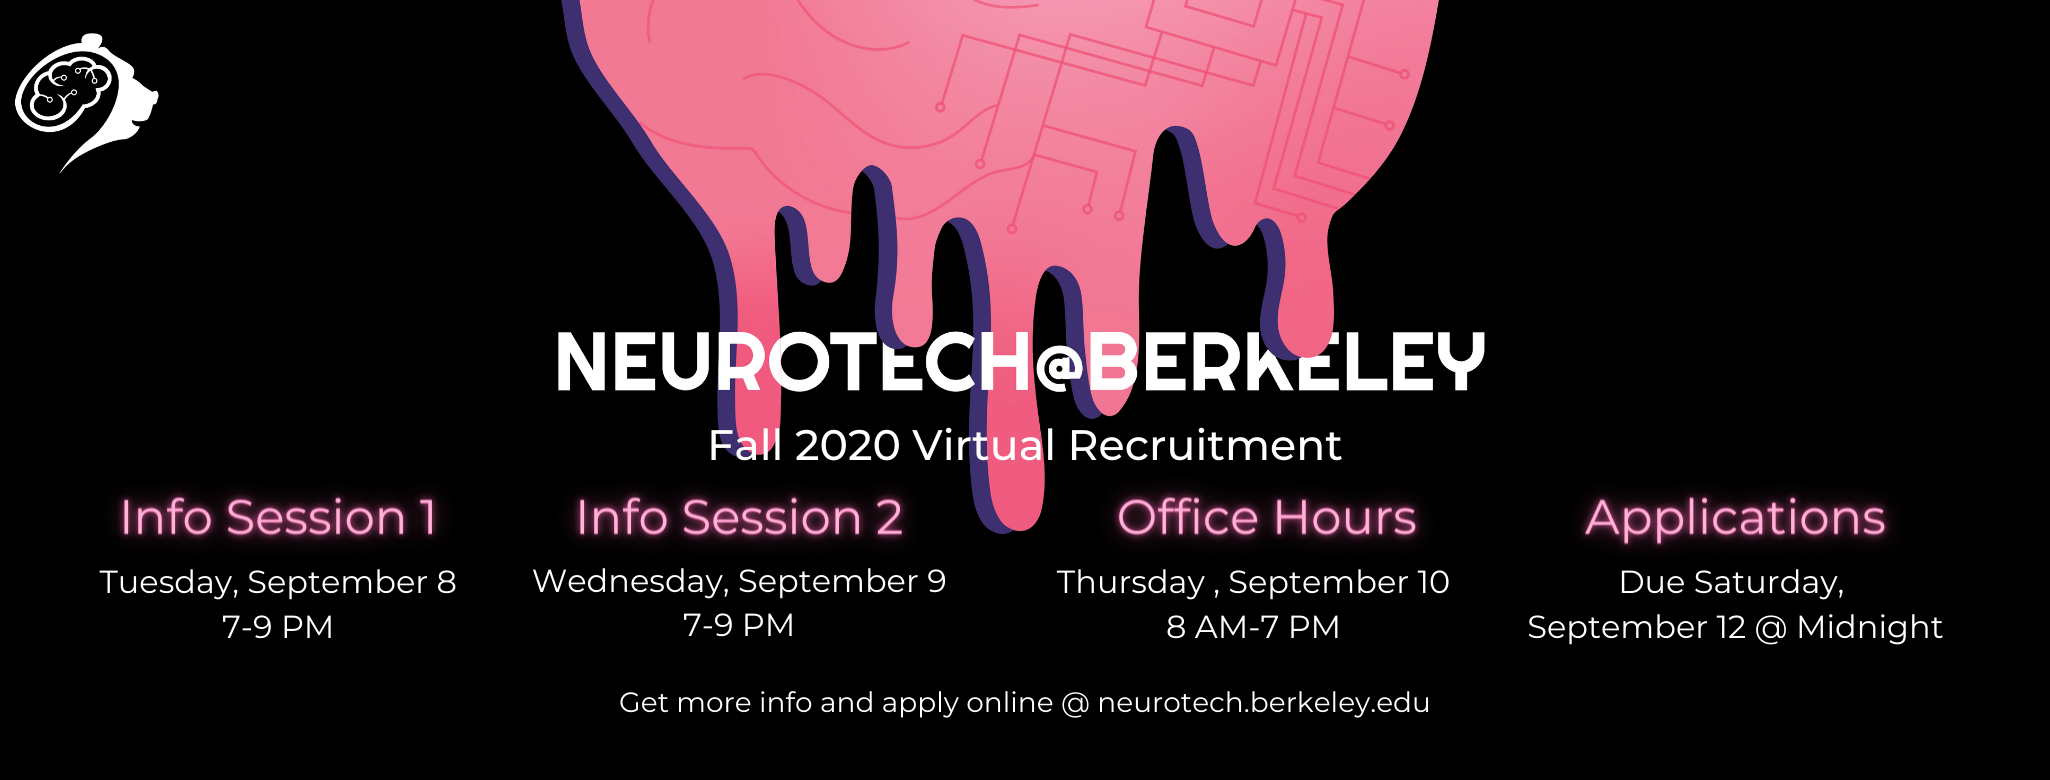 NEUROTECH@BERKELEY
Fall 2020 Virtual Recruitment
Info Session 1
Tuesday, September 8
7-9 PM
Info Session 2
Wednesday, September 9
7-9 PM
Office Hours
Thursday , September 10
8 AM-7 PM
Applications
Due Saturday,
September 12 @ Midnight
Get more info and apply online @ neurotech.berkeley.edu